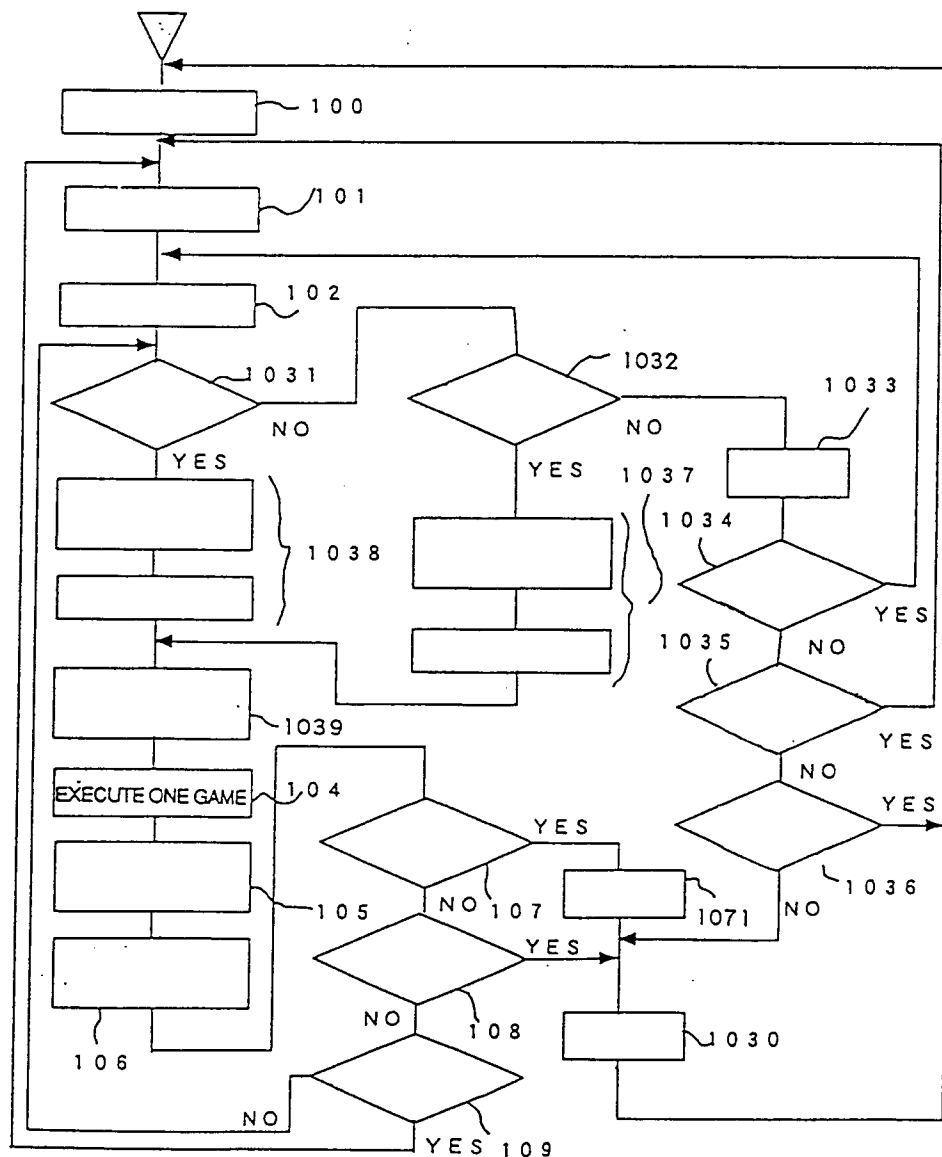 100
101
102
1031
NO
1032
NO
1033
YES
YES
1037
1038
1034
YES
NO
1035
1039
YES
NO
EXECUTE ONE GAME
104
YES
YES
1036
105
NO
107
1071
NO
YES
106
NO
108
1030
NO
YES
109